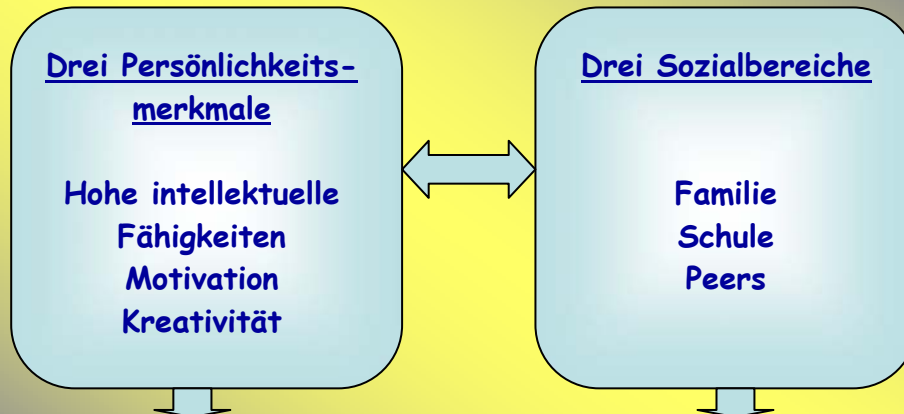 Drei Persönlichkeits-
merkmale
Hohe intellektuelle
Fähigkeiten
Motivation
Kreativität
Drei Sozialbereiche
Familie
Schule
Peers